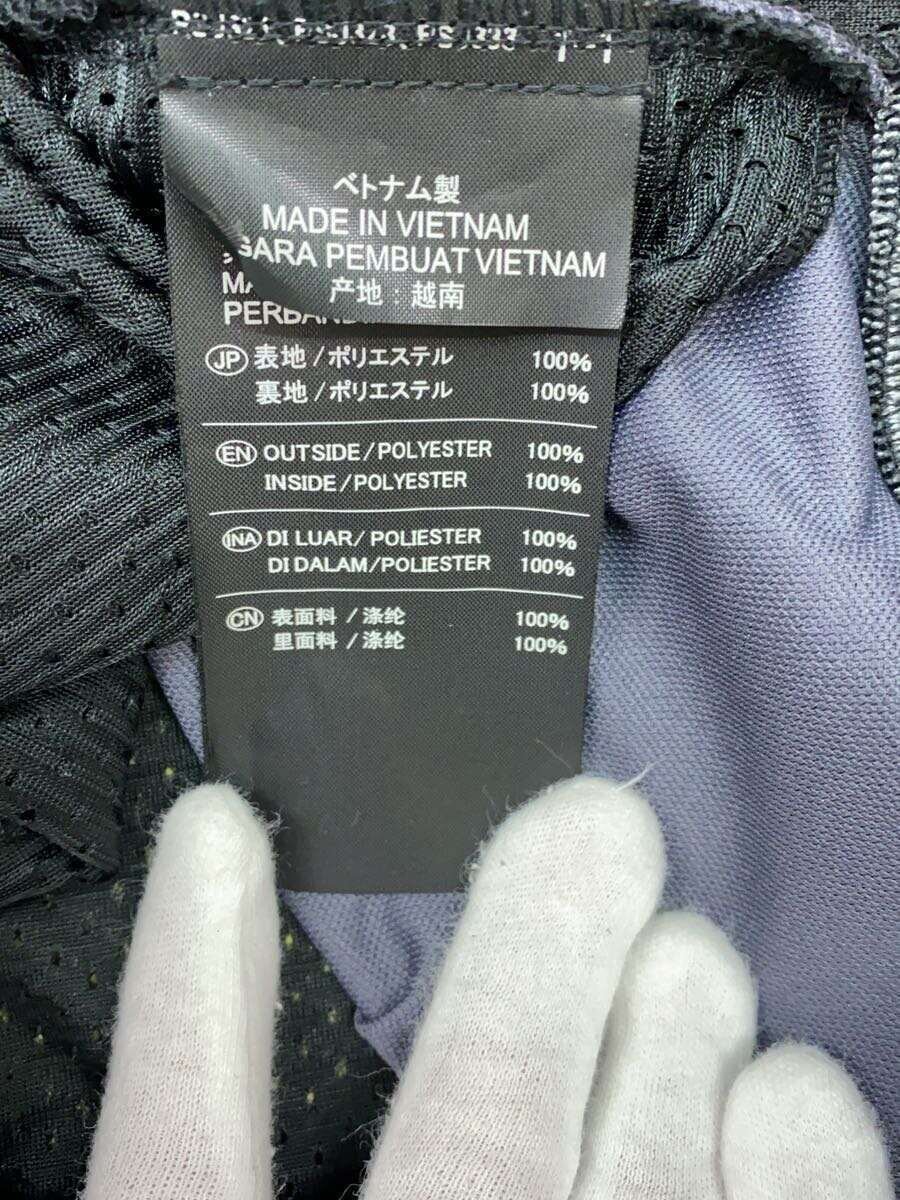 1-1
ベトナム製
MADE IN VIETNAM
GARA PEMBUAT VIETNAM
产地：越南
JP 表地/ポリエステル 100%
裏地/ポリエステル 100%
EN OUTSIDE/POLYESTER 100%
INSIDE/POLYESTER 100%
INA DI LUAR/POLIESTER 100%
DI DALAM/POLIESTER 100%
CN 表面料/涤纶 100%
里面料/涤纶 100%